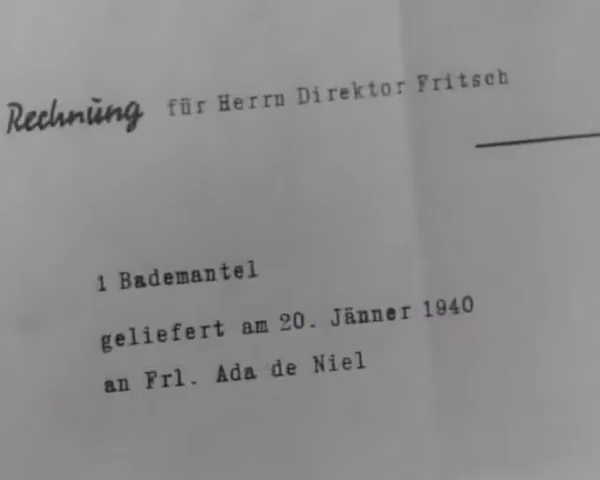 Rechnung für Herrn Direktor Fritsch
1 Bademantel
geliefert am 20. Jänner 1940
an Frl. Ada de Niel